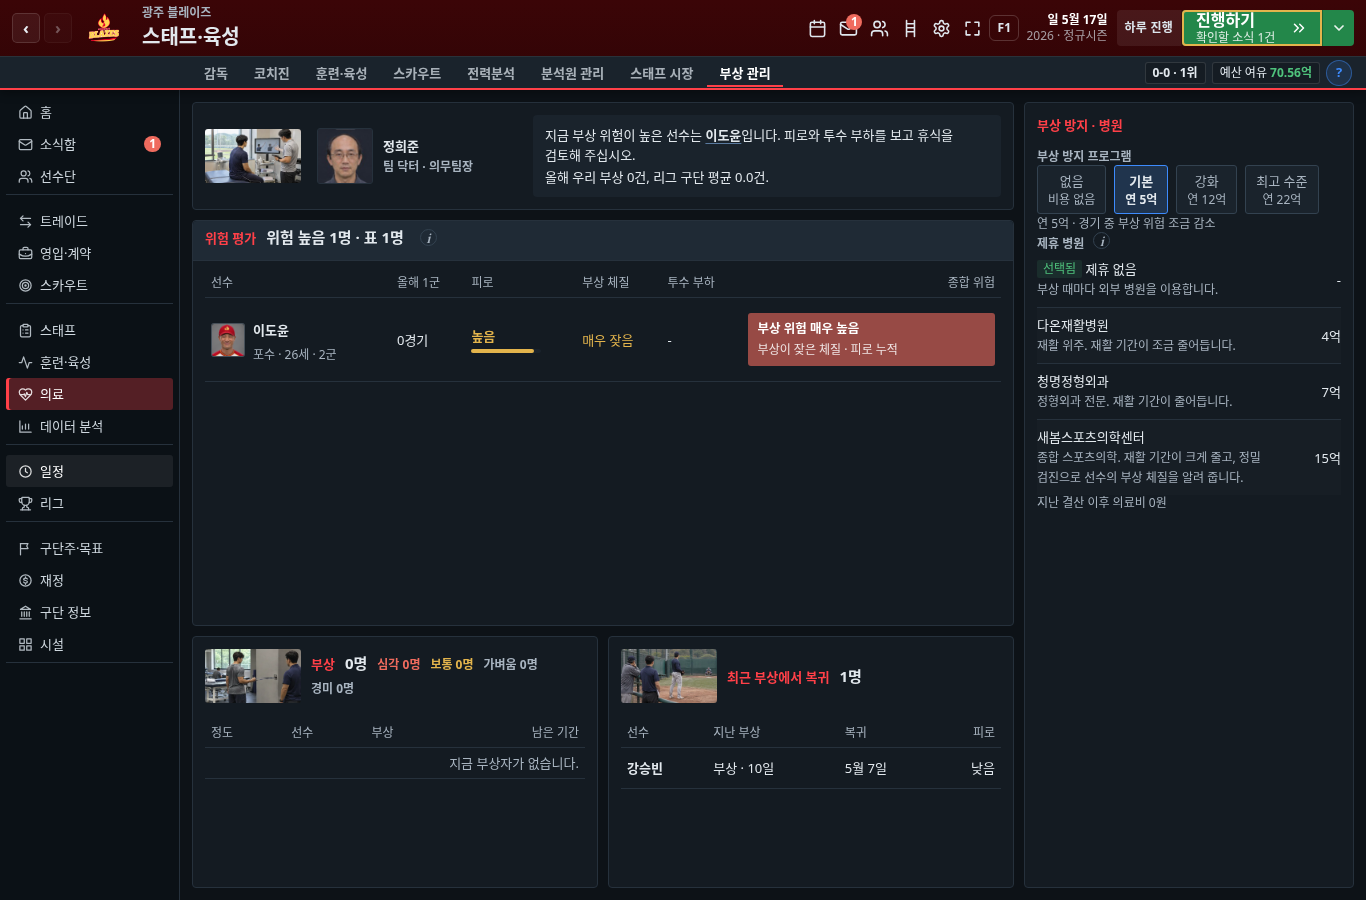 광주 블레이즈
스태프·육성
1
F1
일 5월 17일
2026 · 정규시즌
하루 진행
진행하기
확인할 소식 1건
감독
코치진
훈련·육성
스카우트
전력분석
분석원 관리
스태프 시장
부상 관리
0-0 · 1위
예산 여유 70.56억
?
홈
소식함
1
선수단
트레이드
영입·계약
스카우트
스태프
훈련·육성
의료
데이터 분석
일정
리그
구단주·목표
재정
구단 정보
시설
정희준
팀 닥터 · 의무팀장
지금 부상 위험이 높은 선수는 이도윤입니다. 피로와 투수 부하를 보고 휴식을
검토해 주십시오.
올해 우리 부상 0건, 리그 구단 평균 0.0건.
위험 평가 위험 높음 1명 · 표 1명 i
선수 올해 1군 피로 부상 체질 투수 부하 종합 위험
이도윤
포수 · 26세 · 2군
0경기
높음
매우 잦음
-
부상 위험 매우 높음
부상이 잦은 체질 · 피로 누적
부상 0명 심각 0명 보통 0명 가벼움 0명
경미 0명
정도 선수 부상 남은 기간
지금 부상자가 없습니다.
최근 부상에서 복귀 1명
선수 지난 부상 복귀 피로
강승빈 부상 · 10일 5월 7일 낮음
부상 방지 · 병원
부상 방지 프로그램
없음
비용 없음
기본
연 5억
강화
연 12억
최고 수준
연 22억
연 5억 · 경기 중 부상 위험 조금 감소
제휴 병원 i
선택됨 제휴 없음
부상 때마다 외부 병원을 이용합니다.
-
다온재활병원
재활 위주. 재활 기간이 조금 줄어듭니다.
4억
청명정형외과
정형외과 전문. 재활 기간이 줄어듭니다.
7억
새봄스포츠의학센터
종합 스포츠의학. 재활 기간이 크게 줄고, 정밀
검진으로 선수의 부상 체질을 알려 줍니다.
15억
지난 결산 이후 의료비 0원